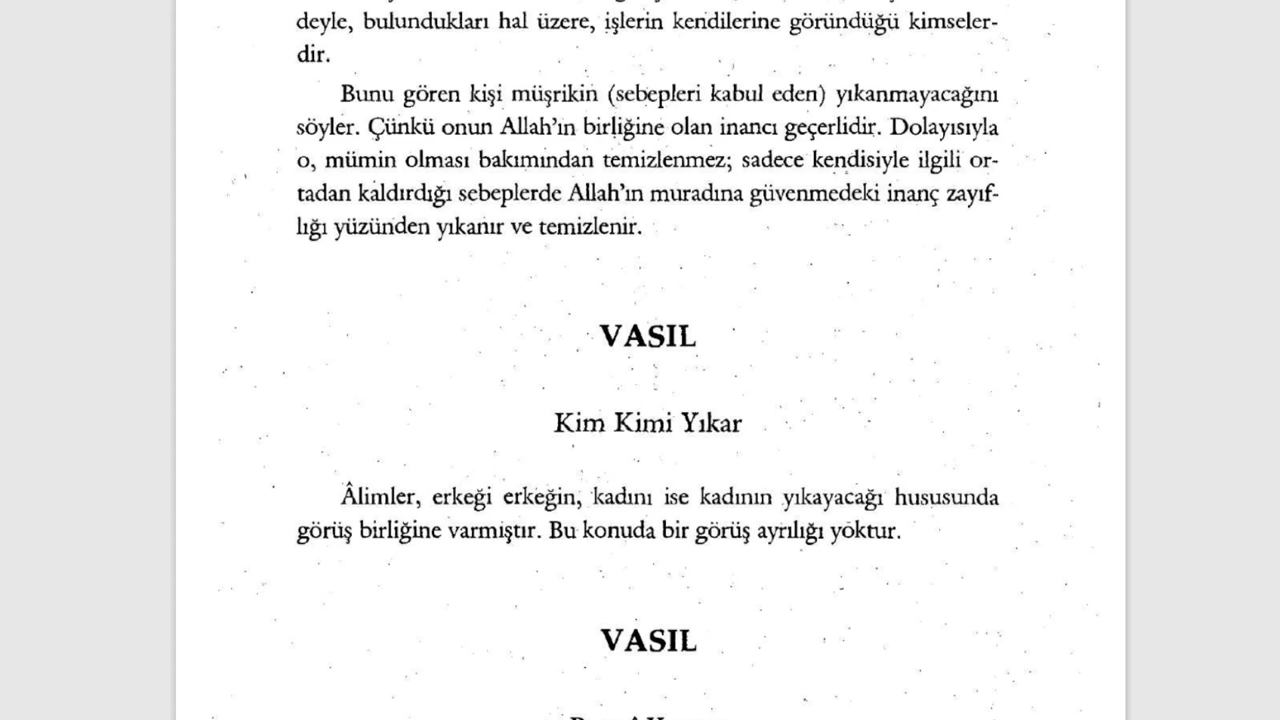 deyle, bulundukları hal üzere, işlerin kendilerine göründüğü kimseler-
dir.
Bunu gören kişi müşrikin (sebepleri kabul eden) yıkanmayacağını
söyler. Çünkü onun Allah'ın birliğine olan inancı geçerlidir. Dolayısıyla
o, mümin olması bakımından temizlenmez; sadece kendisiyle ilgili or-
tadan kaldırdığı sebeplerde Allah'ın muradına güvenmedeki inanç zayıf-
lığı yüzünden yıkanır ve temizlenir.
VASIL
Kim Kimi Yıkar
Âlimler, erkeği erkeğin, kadını ise kadının yıkayacağı hususunda
görüş birliğine varmıştır. Bu konuda bir görüş ayrılığı yoktur.
VASIL